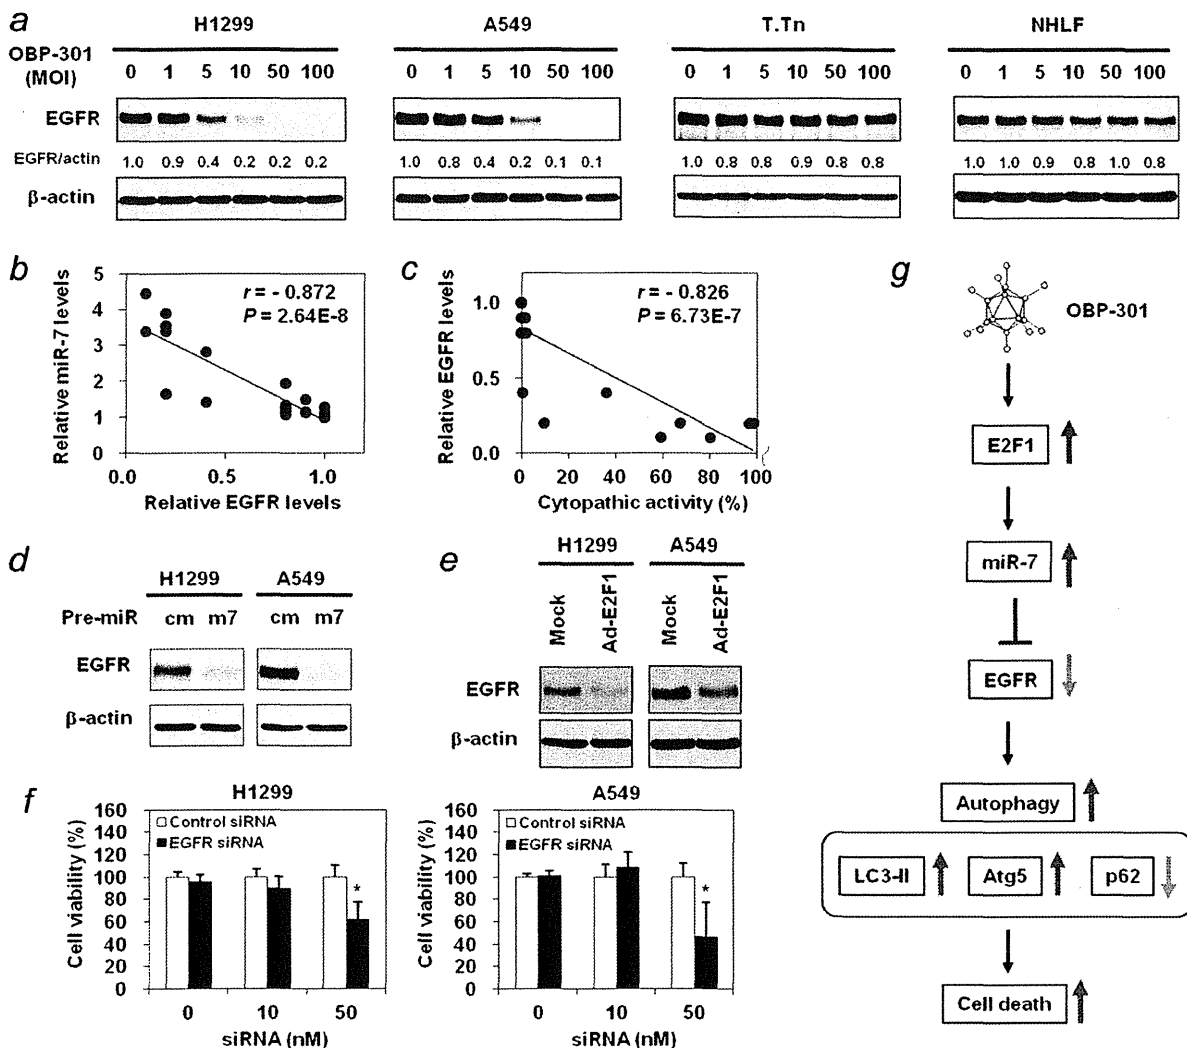 a
H1299 A549 T.Tn NHLF
OBP-301
(MOI)
0 1 5 10 50 100 0 1 5 10 50 100 0 1 5 10 50 100 0 1 5 10 50 100
EGFR
EGFR/actin 1.0 0.9 0.4 0.2 0.2 0.2 1.0 0.8 0.4 0.2 0.1 0.1 1.0 0.8 0.8 0.9 0.8 0.8 1.0 1.0 0.9 0.8 1.0 0.8
β-actin
b
Relative miR-7 levels
5
4
3
2
1
0
r = - 0.872
P = 2.64E-8
0.0 0.5 1.0
Relative EGFR levels
c
Relative EGFR levels
1.0
0.5
0.0
r = - 0.826
P = 6.73E-7
0 20 40 60 80 100
Cytopathic activity (%)
d
H1299 A549
Pre-miR cm m7 cm m7
EGFR
β-actin
e
H1299 A549
Mock Ad-E2F1 Mock Ad-E2F1
EGFR
β-actin
f
H1299
Cell viability (%)
160
140
120
100
80
60
40
20
0
Control siRNA
EGFR siRNA
*
0 10 50
siRNA (nM)
A549
Cell viability (%)
160
140
120
100
80
60
40
20
0
Control siRNA
EGFR siRNA
*
0 10 50
siRNA (nM)
g
OBP-301
E2F1
miR-7
EGFR
Autophagy
LC3-II Atg5 p62
Cell death